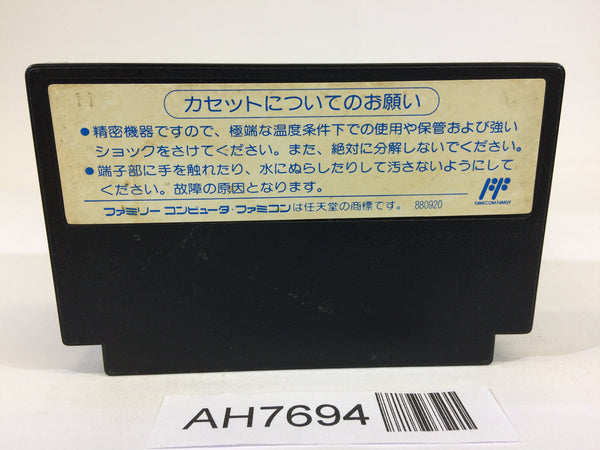 11
カセットについてのお願い
●精密機器ですので、極端な温度条件下での使用や保管および強い
ショックをさけてください。また、絶対に分解しないでください。
●端子部に手を触れたり、水にぬらしたりして汚さないようにして
ください。故障の原因となります。
ファミリー コンピュータ・ファミコンは任天堂の商標です。 880920
FAMICOM FAMILY
AH7694